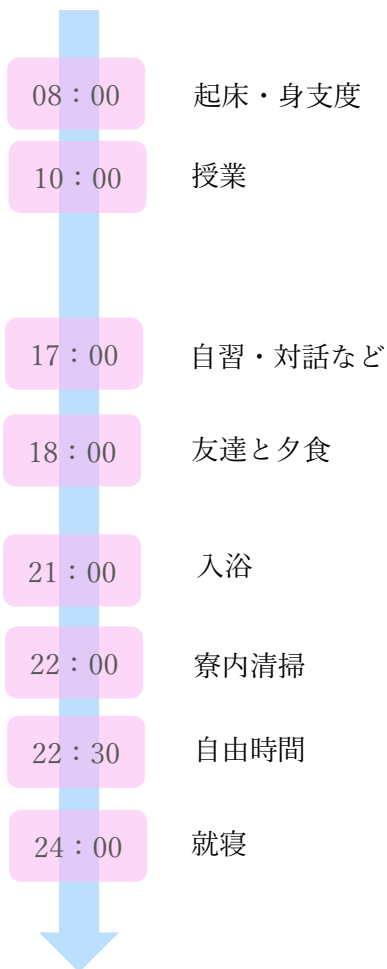 08：00 起床・身支度
10：00 授業
17：00 自習・対話など
18：00 友達と夕食
21：00 入浴
22：00 寮内清掃
22：30 自由時間
24：00 就寝